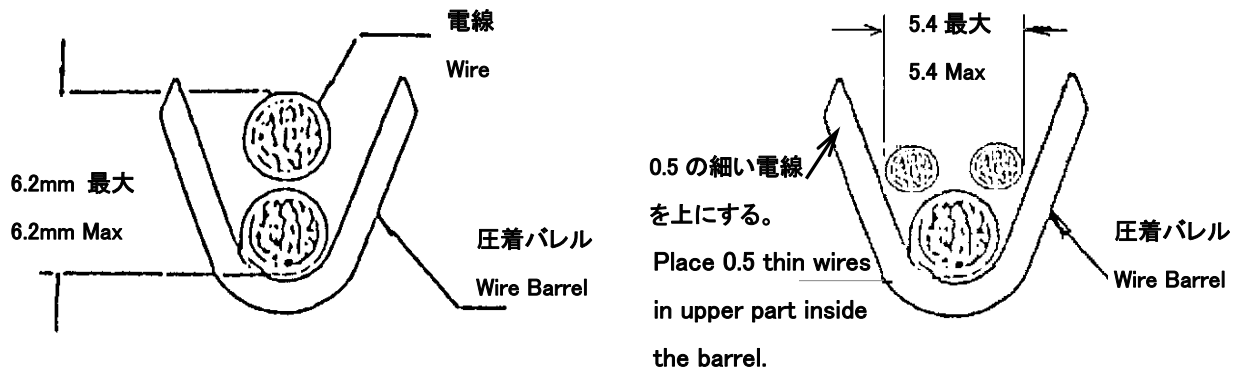 電線
Wire
6.2mm 最大
6.2mm Max
圧着バレル
Wire Barrel
5.4 最大
5.4 Max
0.5 の細い電線
を上にする。
Place 0.5 thin wires
in upper part inside
the barrel.
圧着バレル
Wire Barrel